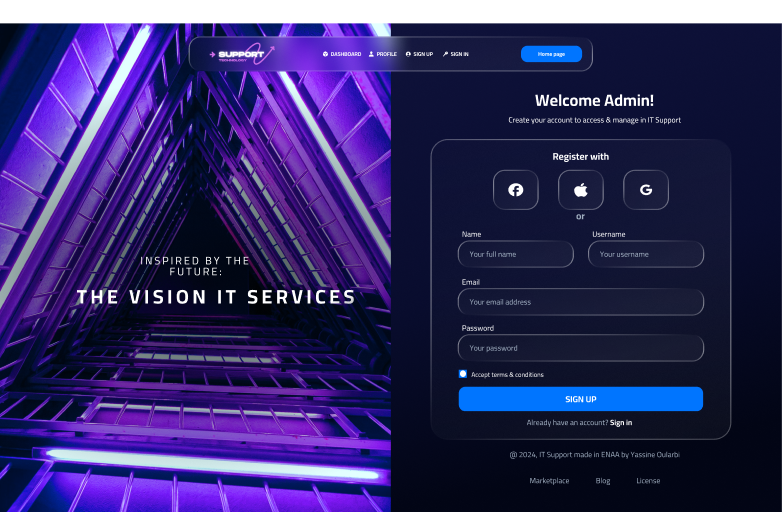 SUPPORT
TECHNOLOGY
DASHBOARD
PROFILE
SIGN UP
SIGN IN
Home page
INSPIRED BY THE
FUTURE:
THE VISION IT SERVICES
Welcome Admin!
Create your account to access & manage in IT Support
Register with
or
Name
Username
Your full name
Your username
Email
Your email address
Password
Your password
Accept terms & conditions
SIGN UP
Already have an account? Sign in
@ 2024, IT Support made in ENAA by Yassine Oularbi
Marketplace
Blog
License